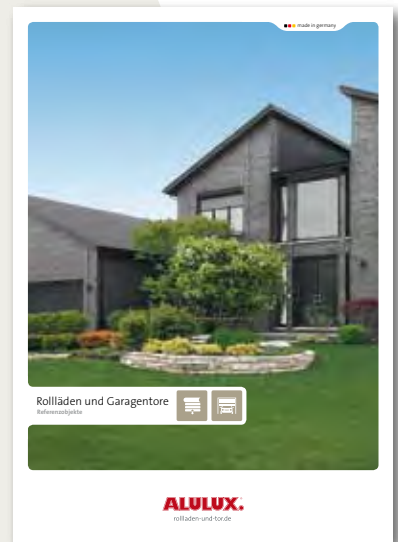 made in germany
Rollläden und Garagentore
Referenzobjekte
ALULUX.
rollladen-und-tor.de